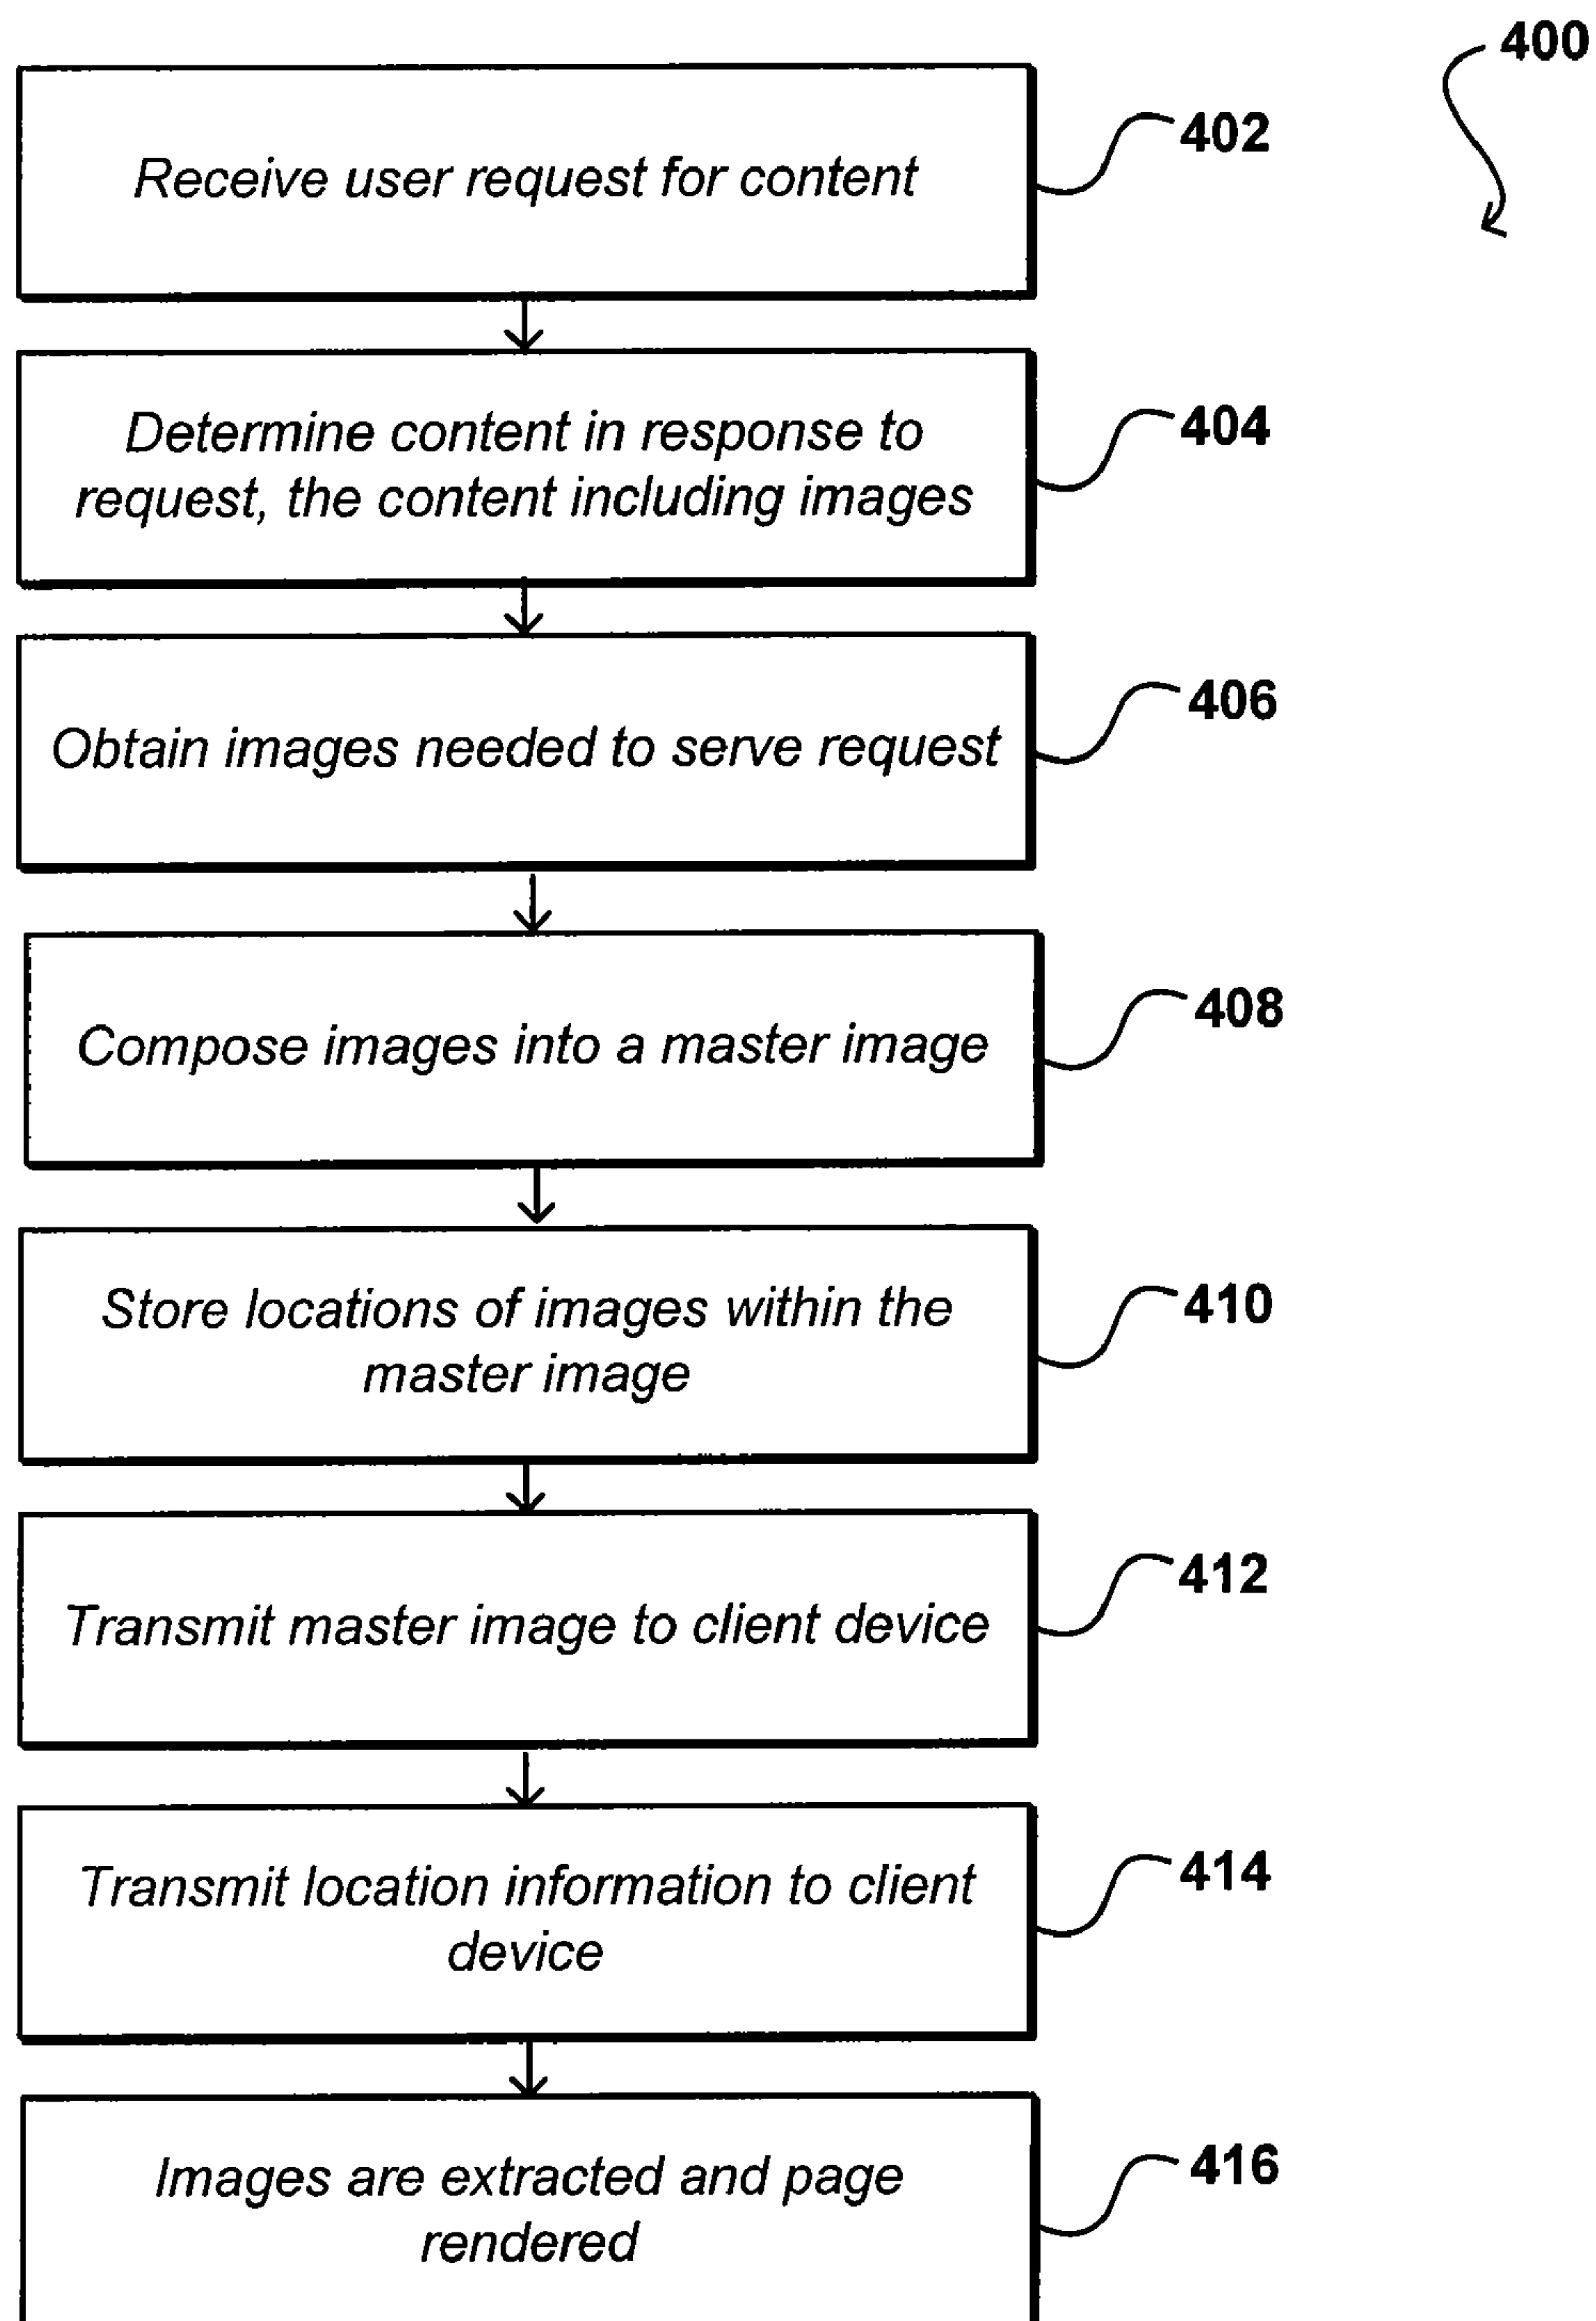 400
Receive user request for content
402
Determine content in response to
request, the content including images
404
Obtain images needed to serve request
406
Compose images into a master image
408
Store locations of images within the
master image
410
Transmit master image to client device
412
Transmit location information to client
device
414
Images are extracted and page
rendered
416